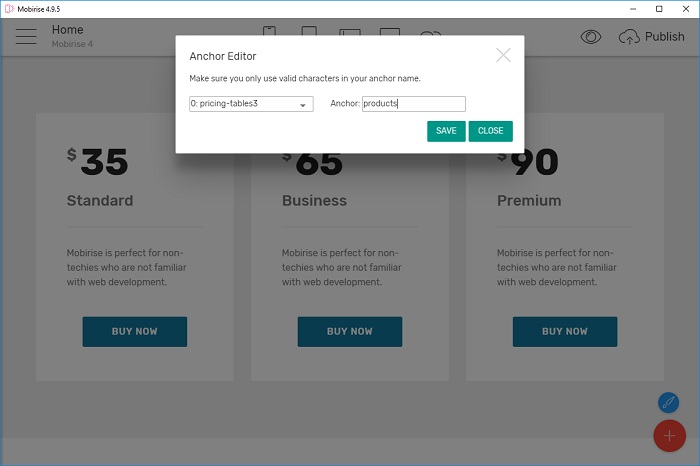 Mobirise 4.9.5
Home
Mobirise 4
Publish
Anchor Editor
Make sure you only use valid characters in your anchor name.
0: pricing-tables3
Anchor: products
SAVE CLOSE
$35
Standard
Mobirise is perfect for non-
techies who are not familiar
with web development.
BUY NOW
$65
Business
Mobirise is perfect for non-
techies who are not familiar
with web development.
BUY NOW
$90
Premium
Mobirise is perfect for non-
techies who are not familiar
with web development.
BUY NOW